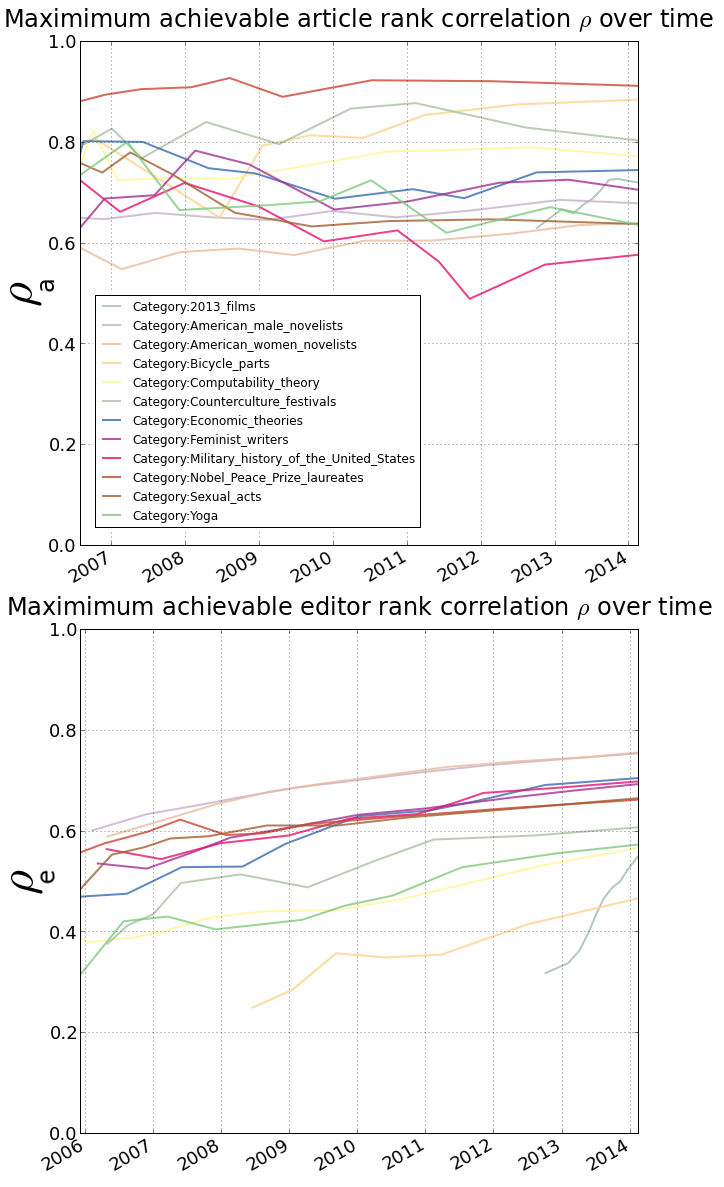 Maximimum achievable article rank correlation ρ over time
1.0
0.8
0.6
0.4
0.2
0.0
ρa
Category:2013_films
Category:American_male_novelists
Category:American_women_novelists
Category:Bicycle_parts
Category:Computability_theory
Category:Counterculture_festivals
Category:Economic_theories
Category:Feminist_writers
Category:Military_history_of_the_United_States
Category:Nobel_Peace_Prize_laureates
Category:Sexual_acts
Category:Yoga
2007 2008 2009 2010 2011 2012 2013 2014
Maximimum achievable editor rank correlation ρ over time
1.0
0.8
0.6
0.4
0.2
0.0
ρe
2006 2007 2008 2009 2010 2011 2012 2013 2014